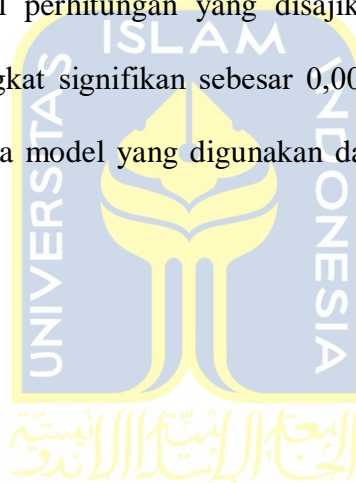 l perhitungan yang disajik
ISLAM
gkat signifikan sebesar 0,00
a model yang digunakan da
UNIVERSITAS
INDONESIA